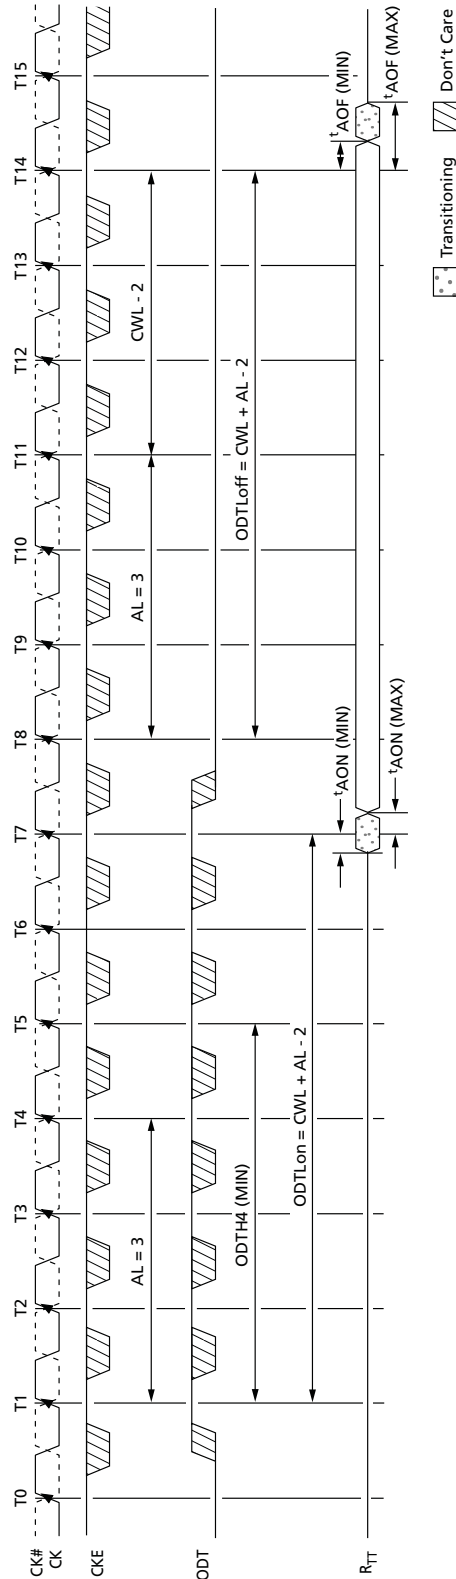 T0 T1 T2 T3 T4 T5 T6 T7 T8 T9 T10 T11 T12 T13 T14 T15
CK#
CK
CKE
AL = 3
AL = 3
CWL - 2
ODT
ODTH4 (MIN)
ODTLoff = CWL + AL - 2
ODTLon = CWL + AL - 2
tAON (MIN)
tAOF (MIN)
RTT
tAON (MAX)
tAOF (MAX)
Transitioning
Don't Care